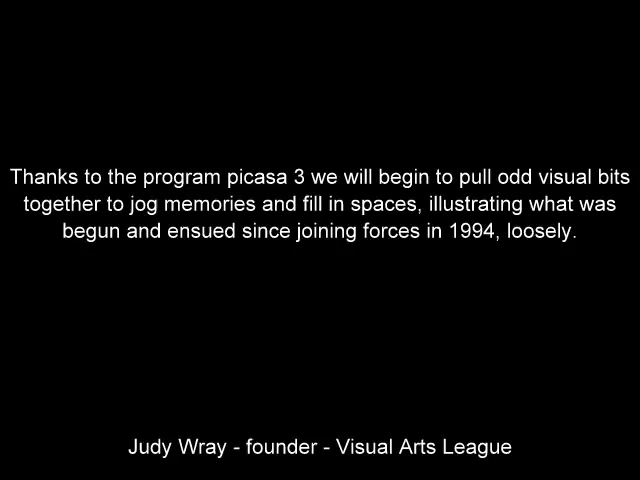 Thanks to the program picasa 3 we will begin to pull odd visual bits
together to jog memories and fill in spaces, illustrating what was
begun and ensued since joining forces in 1994, loosely.
Judy Wray - founder - Visual Arts League